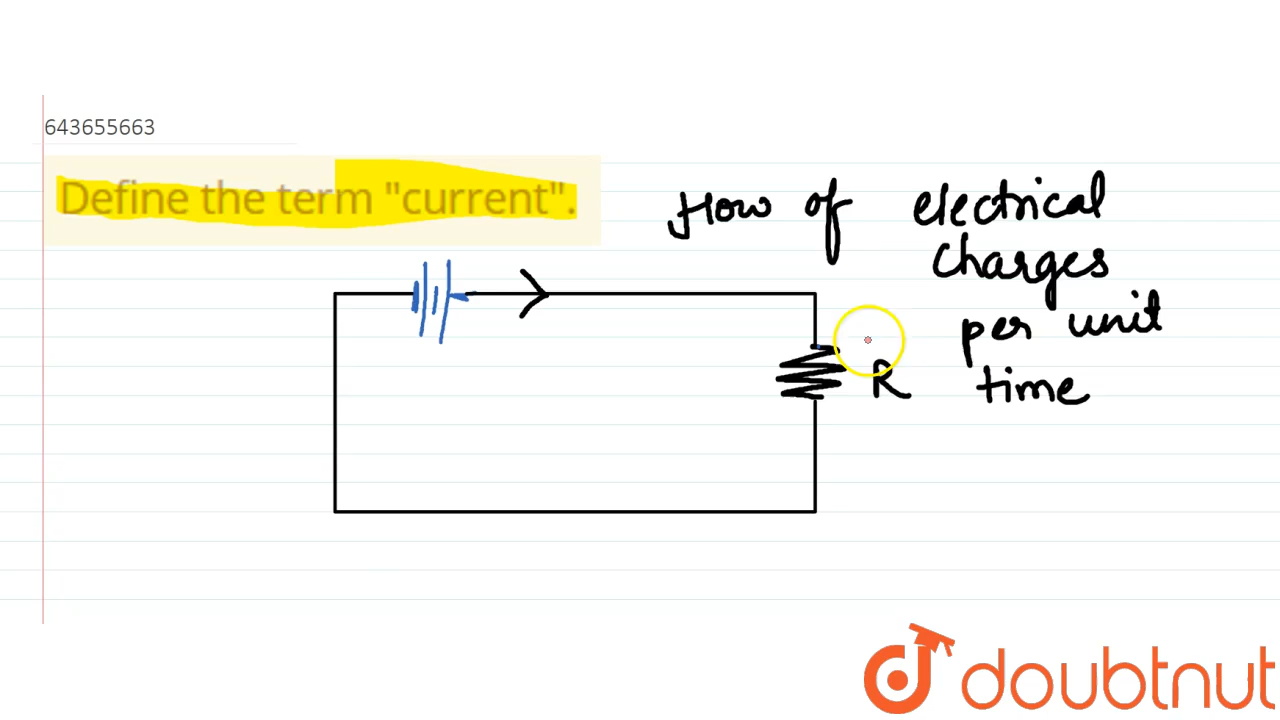 643655663
Define the term "current".
flow of electrical
charges
per unit
time
R
doubtnut